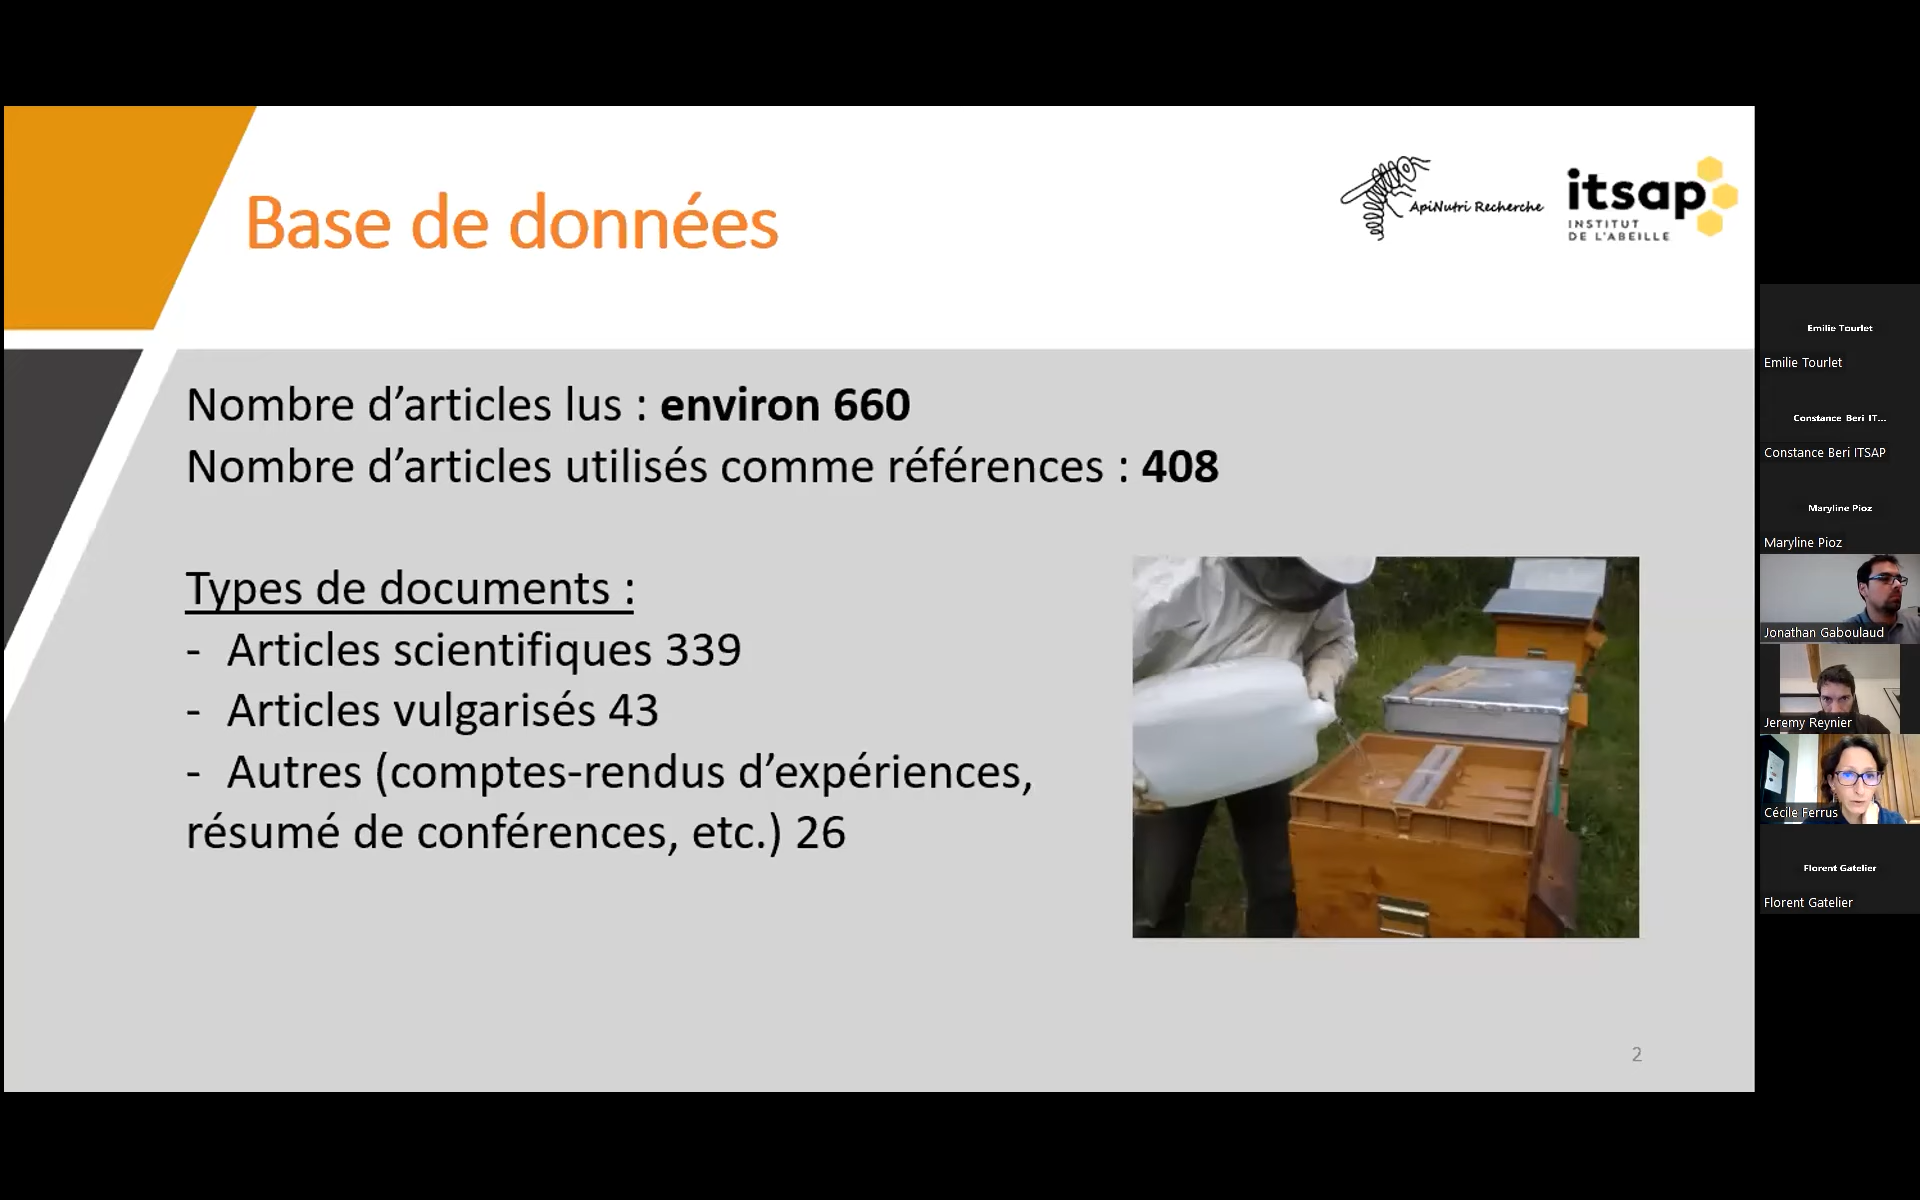 Base de données
ApiNutri Recherche
itsap
INSTITUT
DE L'ABEILLE
Nombre d'articles lus : environ 660
Nombre d'articles utilisés comme références : 408
Types de documents :
- Articles scientifiques 339
- Articles vulgarisés 43
- Autres (comptes-rendus d'expériences,
résumé de conférences, etc.) 26
2
Emilie Tourlet
Emilie Tourlet
Constance Beri IT...
Constance Beri ITSAP
Maryline Pioz
Maryline Pioz
Jonathan Gaboulaud
Jeremy Reynier
Cécile Ferrus
Florent Gatelier
Florent Gatelier